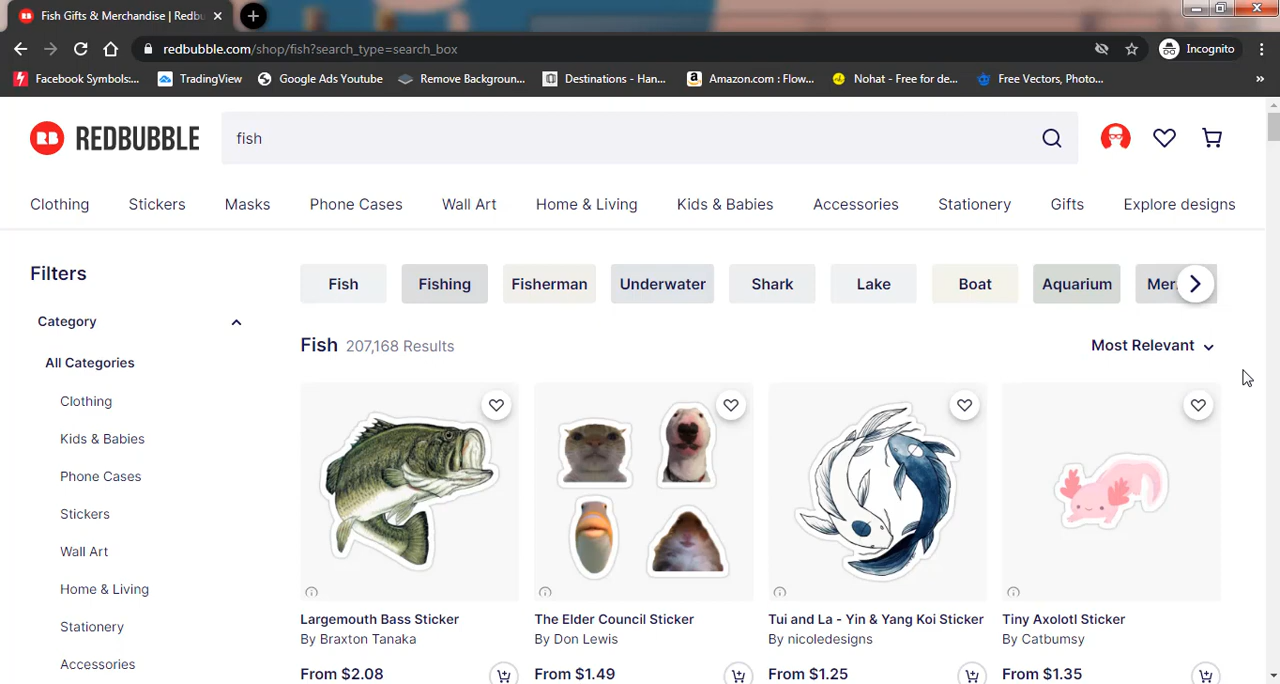 Fish Gifts & Merchandise | Redbu
redbubble.com/shop/fish?search_type=search_box
Incognito
Facebook Symbols:...
TradingView
Google Ads Youtube
Remove Backgroun...
Destinations - Han...
Amazon.com : Flow...
Nohat - Free for de...
Free Vectors, Photo...
RB REDBUBBLE
fish
Clothing
Stickers
Masks
Phone Cases
Wall Art
Home & Living
Kids & Babies
Accessories
Stationery
Gifts
Explore designs
Filters
Category
All Categories
Clothing
Kids & Babies
Phone Cases
Stickers
Wall Art
Home & Living
Stationery
Accessories
Fish
Fishing
Fisherman
Underwater
Shark
Lake
Boat
Aquarium
Mer
Fish 207,168 Results
Most Relevant
Largemouth Bass Sticker
By Braxton Tanaka
From $2.08
The Elder Council Sticker
By Don Lewis
From $1.49
Tui and La - Yin & Yang Koi Sticker
By nicoledesigns
From $1.25
Tiny Axolotl Sticker
By Catbumsy
From $1.35